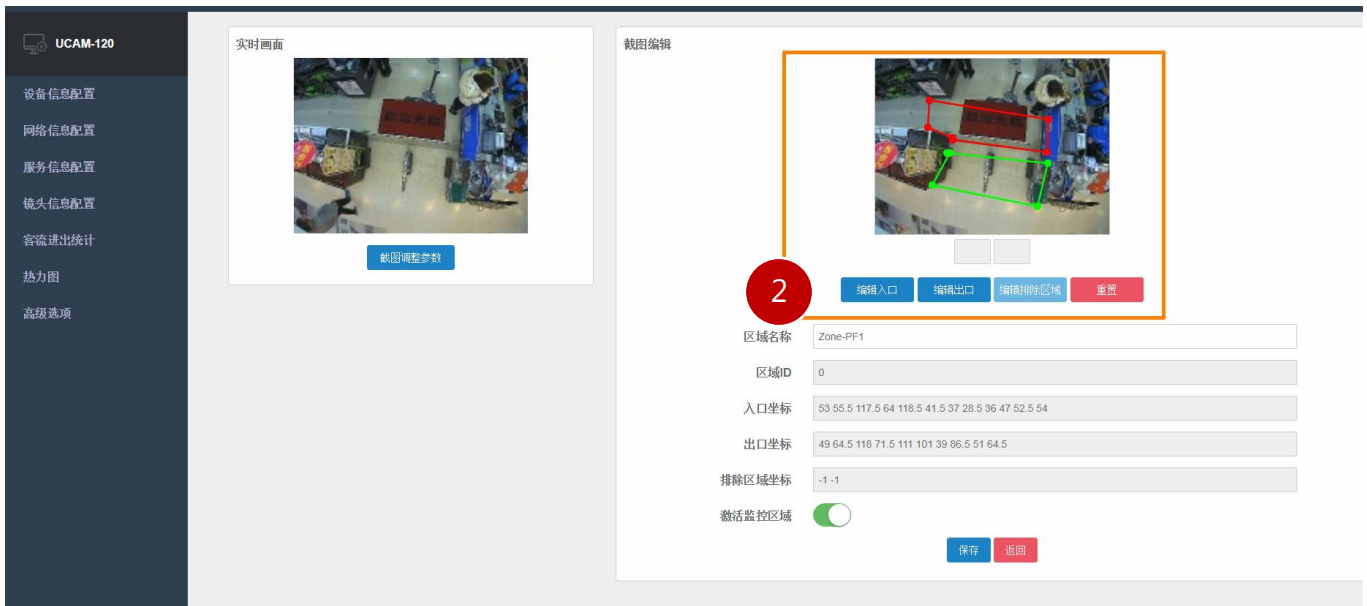 UCAM-120
设备信息配置
网络信息配置
服务信息配置
镜头信息配置
客流进出统计
热力图
高级选项
实时画面
截图调整参数
截图编辑
2
编辑入口 编辑出口 编辑排除区域 重置
区域名称 Zone-PF1
区域ID 0
入口坐标 53 55.5 117.5 64 118.5 41.5 37 28.5 36 47 52.5 54
出口坐标 49 64.5 118 71.5 111 101 39 86.5 51 64.5
排除区域坐标 -1 -1
激活监控区域
保存 返回